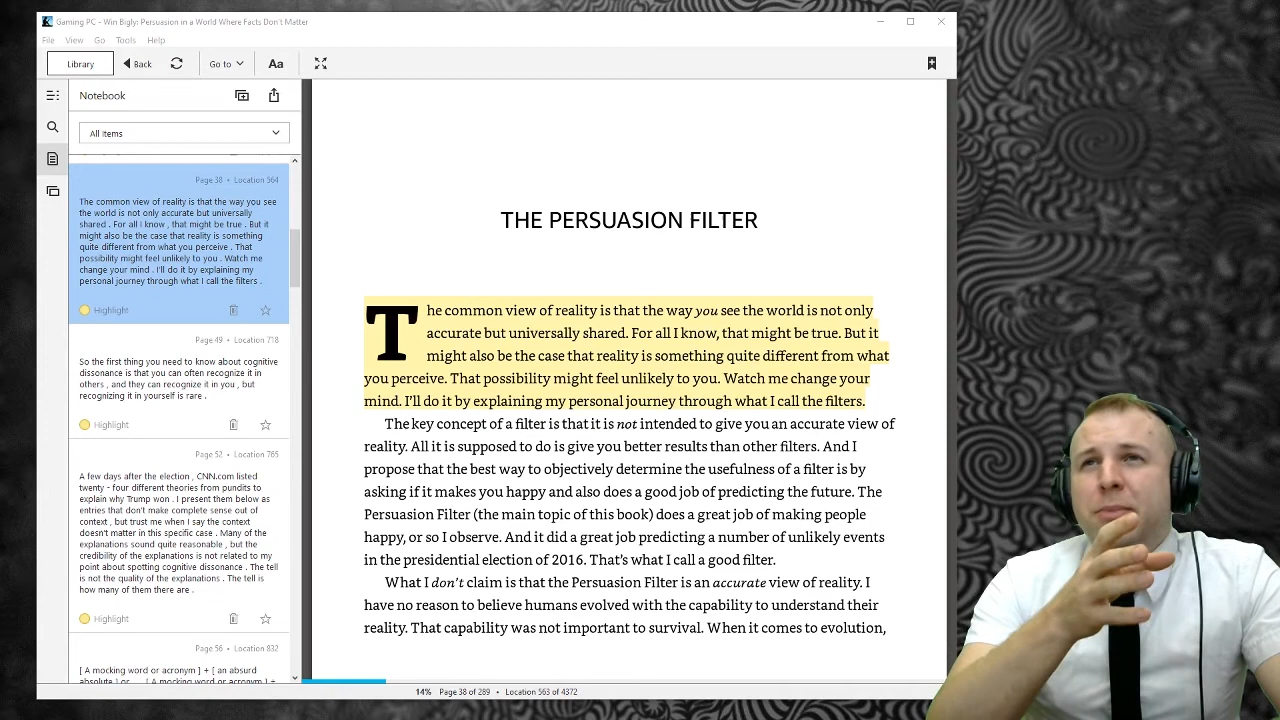 Gaming PC - Win Bigly: Persuasion in a World Where Facts Don't Matter
File View Go Tools Help
Library
Back
Go to
Aa
Notebook
All Items
Page 38 • Location 564
The common view of reality is that the way you see
the world is not only accurate but universally
shared . For all I know , that might be true . But it
might also be the case that reality is something
quite different from what you perceive . That
possibility might feel unlikely to you . Watch me
change your mind . I'll do it by explaining my
personal journey through what I call the filters .
Highlight
Page 49 • Location 718
So the first thing you need to know about cognitive
dissonance is that you can often recognize it in
others , and they can recognize it in you , but
recognizing it in yourself is rare .
Highlight
Page 52 • Location 765
A few days after the election , CNN.com listed
twenty - four different theories from pundits to
explain why Trump won . I present them below as
entries that don't make complete sense out of
context , but trust me when I say the context
doesn't matter in this specific case . Many of the
explanations sound quite reasonable , but the
credibility of the explanations is not related to my
point about spotting cognitive dissonance . The tell
is not the quality of the explanations . The tell is
how many of them there are .
Highlight
Page 56 • Location 832
[ A mocking word or acronym ] + [ an absurd
THE PERSUASION FILTER
The common view of reality is that the way you see the world is not only
accurate but universally shared. For all I know, that might be true. But it
might also be the case that reality is something quite different from what
you perceive. That possibility might feel unlikely to you. Watch me change your
mind. I'll do it by explaining my personal journey through what I call the filters.
The key concept of a filter is that it is not intended to give you an accurate view of
reality. All it is supposed to do is give you better results than other filters. And I
propose that the best way to objectively determine the usefulness of a filter is by
asking if it makes you happy and also does a good job of predicting the future. The
Persuasion Filter (the main topic of this book) does a great job of making people
happy, or so I observe. And it did a great job predicting a number of unlikely events
in the presidential election of 2016. That's what I call a good filter.
What I don't claim is that the Persuasion Filter is an accurate view of reality. I
have no reason to believe humans evolved with the capability to understand their
reality. That capability was not important to survival. When it comes to evolution,
14% Page 38 of 289 • Location 563 of 4372